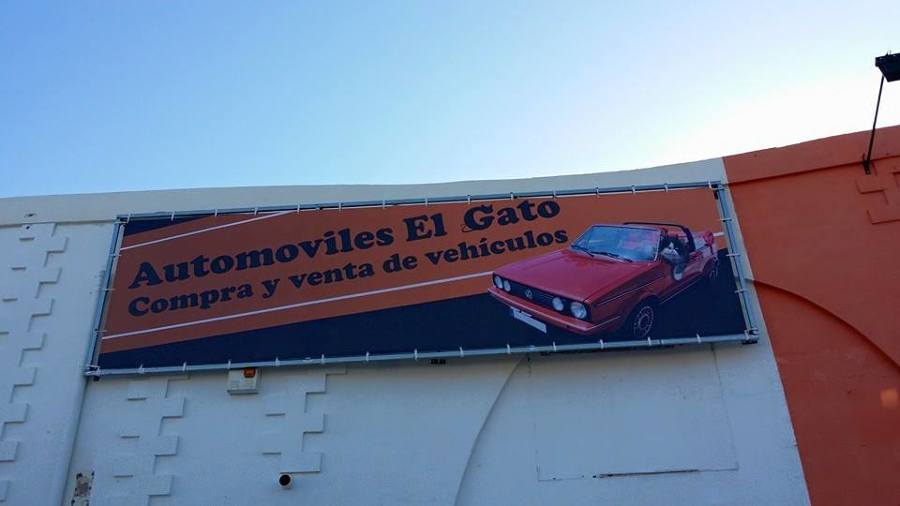 Automoviles El Gato
Compra y venta de vehículos